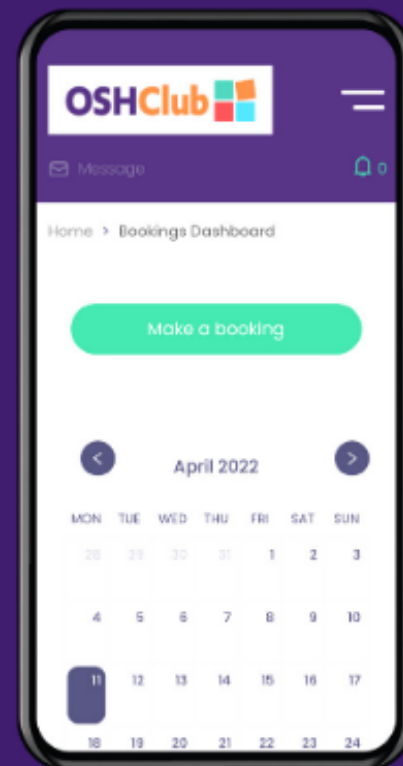 OSHClub
Message 0
Home > Bookings Dashboard
Make a booking
< April 2022 >
MON TUE WED THU FRI SAT SUN
28 29 30 31 1 2 3
4 5 6 7 8 9 10
11 12 13 14 15 16 17
18 19 20 21 22 23 24